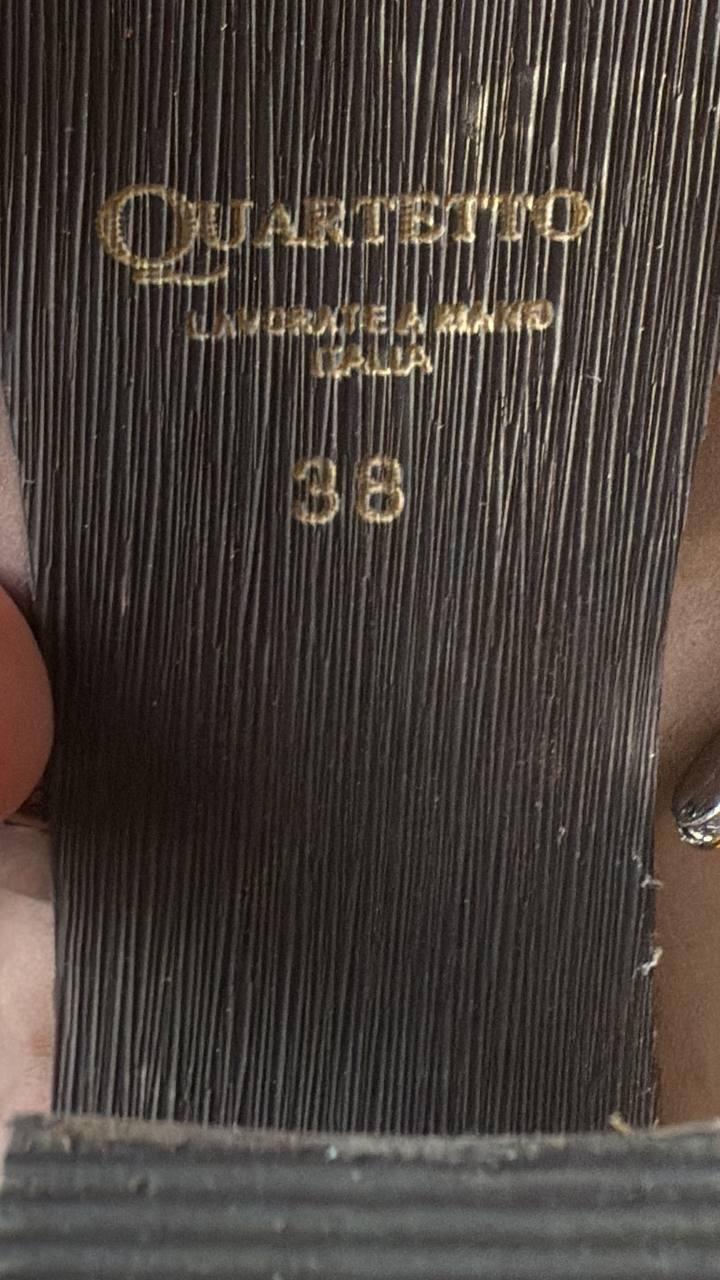 QUARTETTO
LAVORATE A MANO
ITALIA
38